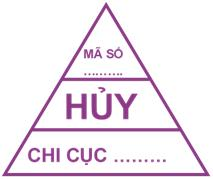 MÃ SỐ
..........
HỦY
CHI CỤC .........